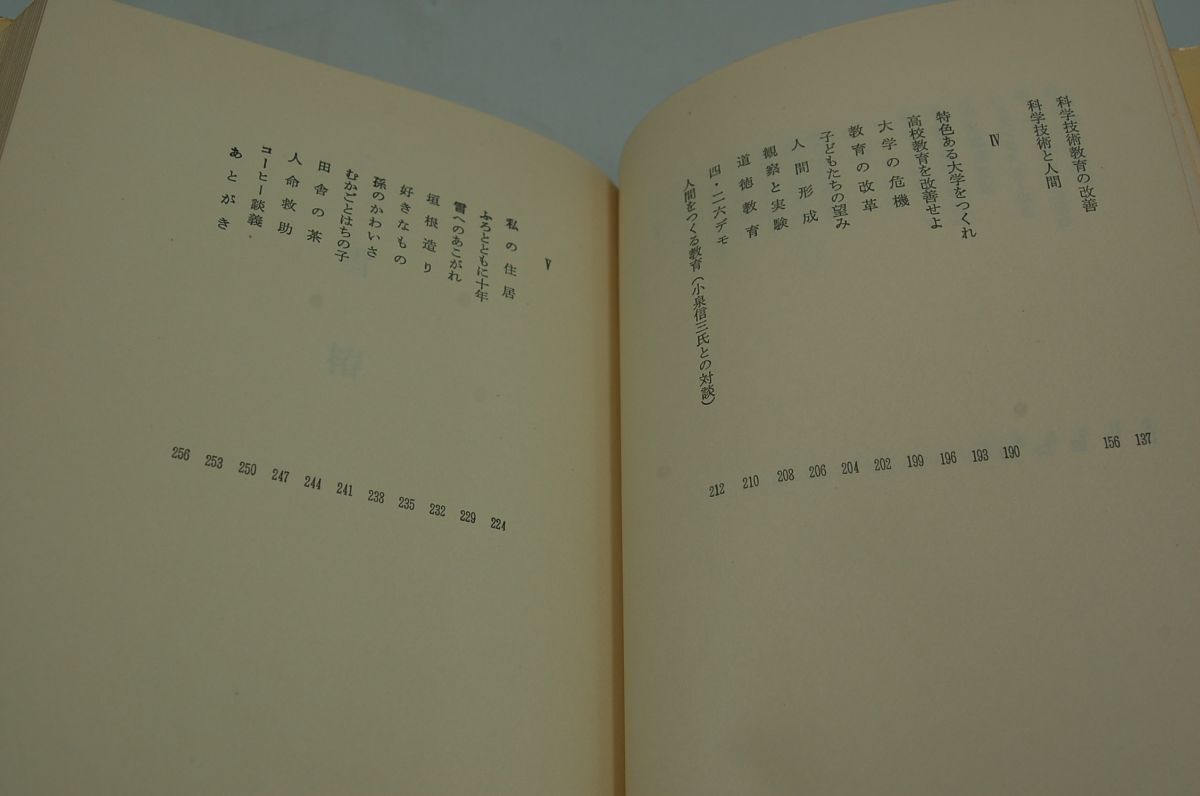 科学技術教育の改善 137
科学技術と人間 156
Ⅳ
特色ある大学をつくれ 190
高校教育を改善せよ 193
大学の危機 196
教育の改革 199
子どもたちの望み 202
人間形成 204
観察と実験 206
道徳教育 208
四・二六デモ 210
人間をつくる教育(小泉信三氏との対談) 212
Ⅴ
私の住居 224
ふろとともに十年 229
雪へのあこがれ 232
垣根造り 235
好きなもの 238
孫のかわいさ 241
むかごとはちの子 244
田舎の茶 247
人命救助 250
コーヒー談義 253
あとがき 256